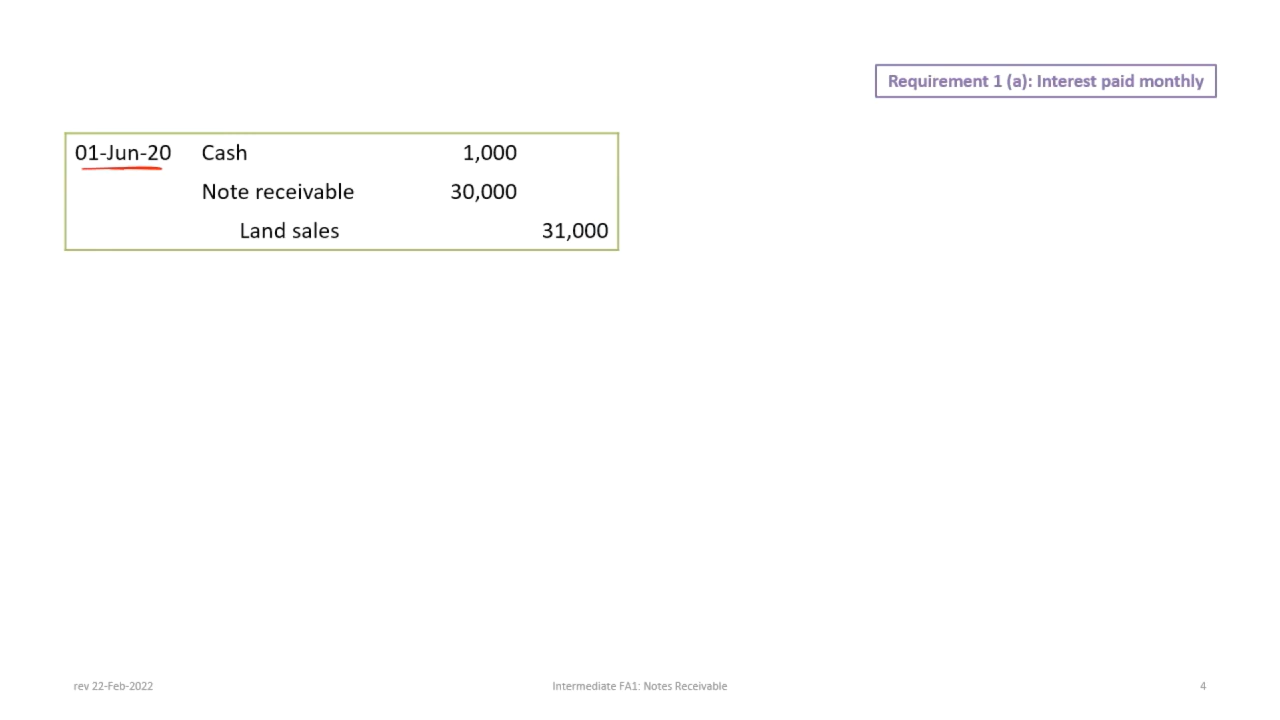 Requirement 1 (a): Interest paid monthly
01-Jun-20 Cash 1,000
Note receivable 30,000
Land sales 31,000
rev 22-Feb-2022 Intermediate FA1: Notes Receivable 4